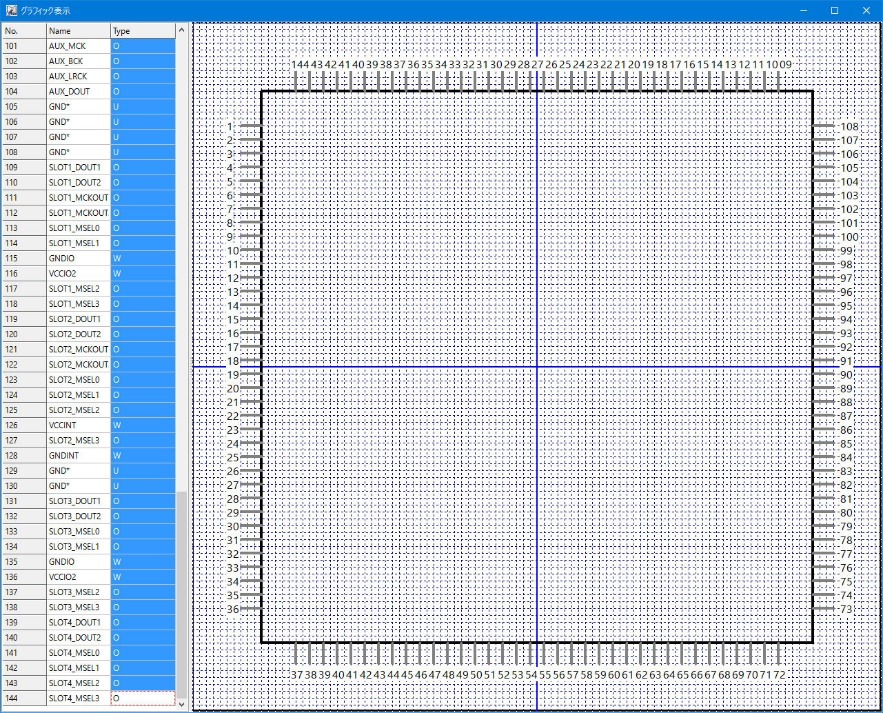 グラフィック表示
No. Name Type
101 AUX_MCK O
102 AUX_BCK O
103 AUX_LRCK O
104 AUX_DOUT O
105 GND* U
106 GND* U
107 GND* U
108 GND* U
109 SLOT1_DOUT1 O
110 SLOT1_DOUT2 O
111 SLOT1_MCKOUT O
112 SLOT1_MCKOUT. O
113 SLOT1_MSEL0 O
114 SLOT1_MSEL1 O
115 GNDIO W
116 VCCIO2 W
117 SLOT1_MSEL2 O
118 SLOT1_MSEL3 O
119 SLOT2_DOUT1 O
120 SLOT2_DOUT2 O
121 SLOT2_MCKOUT O
122 SLOT2_MCKOUT. O
123 SLOT2_MSEL0 O
124 SLOT2_MSEL1 O
125 SLOT2_MSEL2 O
126 VCCINT W
127 SLOT2_MSEL3 O
128 GNDINT W
129 GND* U
130 GND* U
131 SLOT3_DOUT1 O
132 SLOT3_DOUT2 O
133 SLOT3_MSEL0 O
134 SLOT3_MSEL1 O
135 GNDIO W
136 VCCIO2 W
137 SLOT3_MSEL2 O
138 SLOT3_MSEL3 O
139 SLOT4_DOUT1 O
140 SLOT4_DOUT2 O
141 SLOT4_MSEL0 O
142 SLOT4_MSEL1 O
143 SLOT4_MSEL2 O
144 SLOT4_MSEL3 O
144 43 42 41 40 39 38 37 36 35 34 33 32 31 30 29 28 27 26 25 24 23 22 21 20 19 18 17 16 15 14 13 12 11 10 09
1 108
2 107
3 106
4 105
5 104
6 103
7 102
8 101
9 100
10 99
11 98
12 97
13 96
14 95
15 94
16 93
17 92
18 91
19 90
20 89
21 88
22 87
23 86
24 85
25 84
26 83
27 82
28 81
29 80
30 79
31 78
32 77
33 76
34 75
35 74
36 73
37 38 39 40 41 42 43 44 45 46 47 48 49 50 51 52 53 54 55 56 57 58 59 60 61 62 63 64 65 66 67 68 69 70 71 72